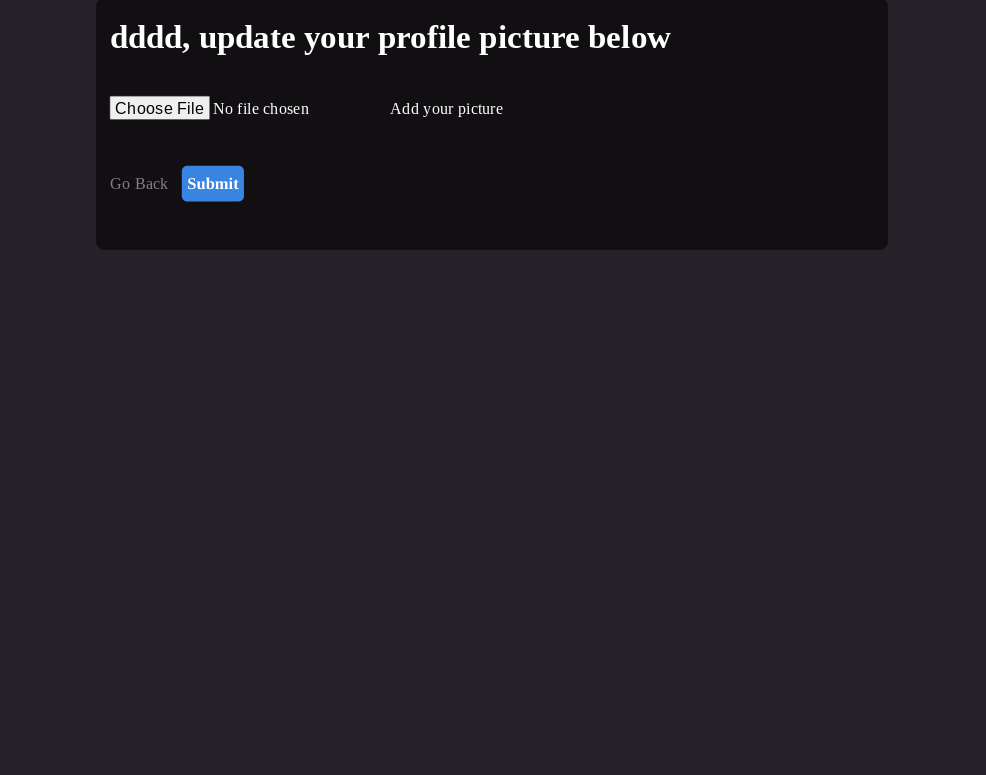 dddd, update your profile picture below
Choose File No file chosen Add your picture
Go Back Submit